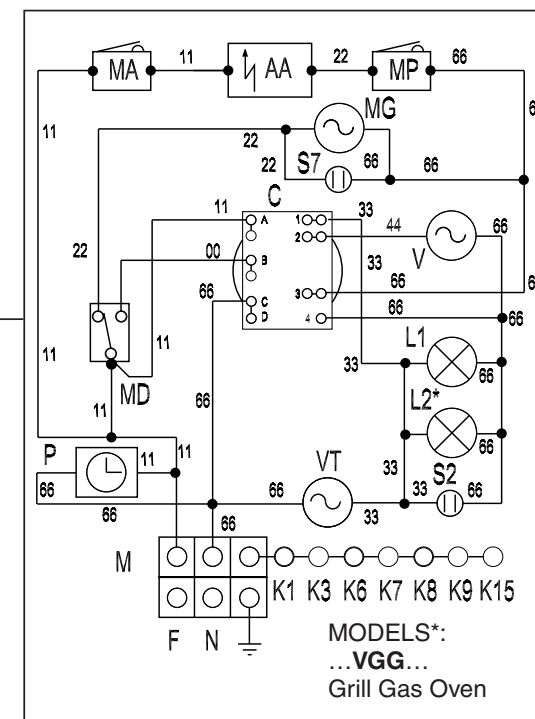 11 22 66
MA AA MP
MG
11 22 66
22 S7 66 66
C
11 A 1 33
2 44 66
22 00 B 33 V
66 C 3 66
D 4 66 66
L1
11 11 33 66
MD L2*
11 66 66
P 11 11 VT 33 S2
66 66 33 66
66 66 33
M
K1 K3 K6 K7 K8 K9 K15
F N
MODELS*:
...VGG...
Grill Gas Oven